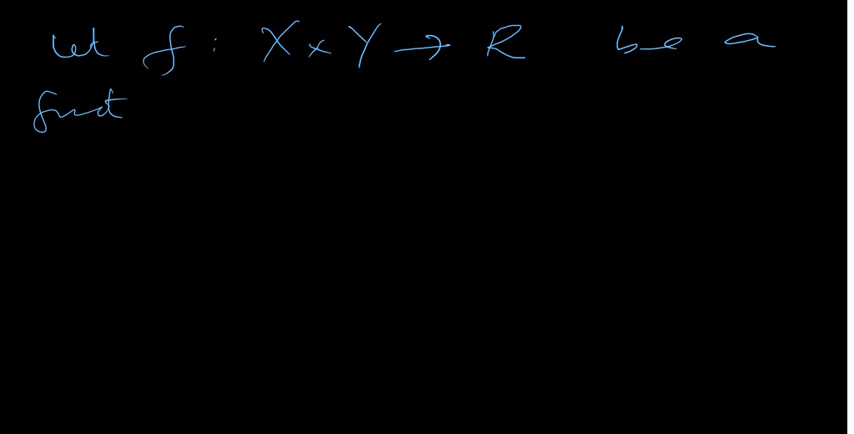 let f : X × Y → R be a
funct